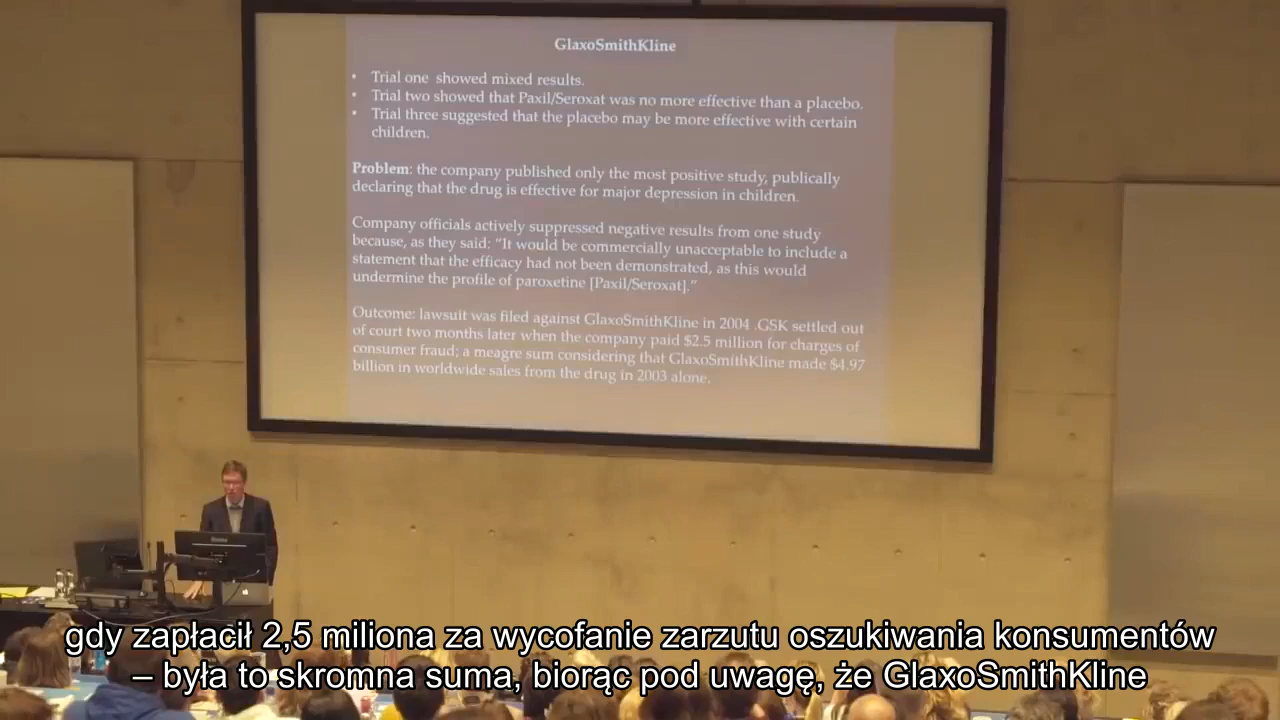 GlaxoSmithKline
• Trial one showed mixed results.
• Trial two showed that Paxil/Seroxat was no more effective than a placebo.
• Trial three suggested that the placebo may be more effective with certain
children.
Problem: the company published only the most positive study, publically
declaring that the drug is effective for major depression in children.
Company officials actively suppressed negative results from one study
because, as they said: “It would be commercially unacceptable to include a
statement that the efficacy had not been demonstrated, as this would
undermine the profile of paroxetine [Paxil/Seroxat].”
Outcome: lawsuit was filed against GlaxoSmithKline in 2004 .GSK settled out
of court two months later when the company paid $2.5 million for charges of
consumer fraud; a meagre sum considering that GlaxoSmithKline made $4.97
billion in worldwide sales from the drug in 2003 alone.
gdy zapłacił 2,5 miliona za wycofanie zarzutu oszukiwania konsumentów
– była to skromna suma, biorąc pod uwagę, że GlaxoSmithKline